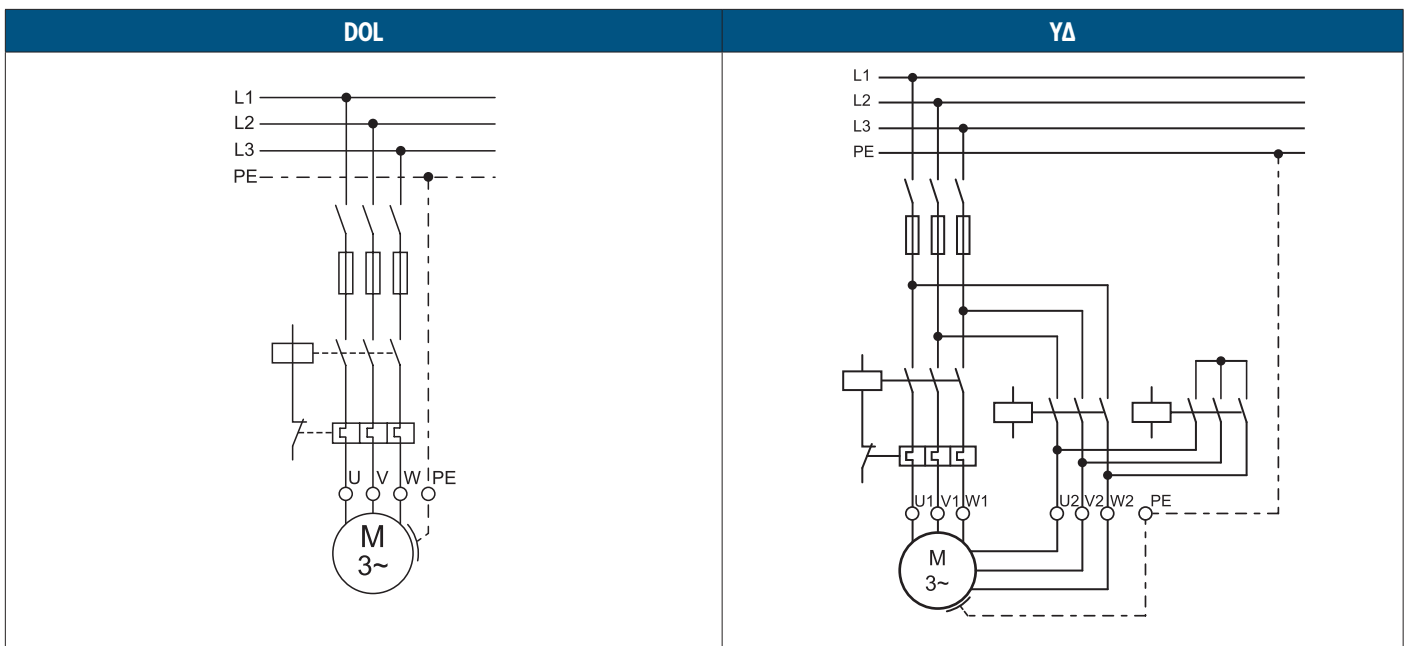 DOL
L1
L2
L3
PE
U V W PE
M
3~
YΔ
L1
L2
L3
PE
U1 V1 W1 U2 V2 W2 PE
M
3~